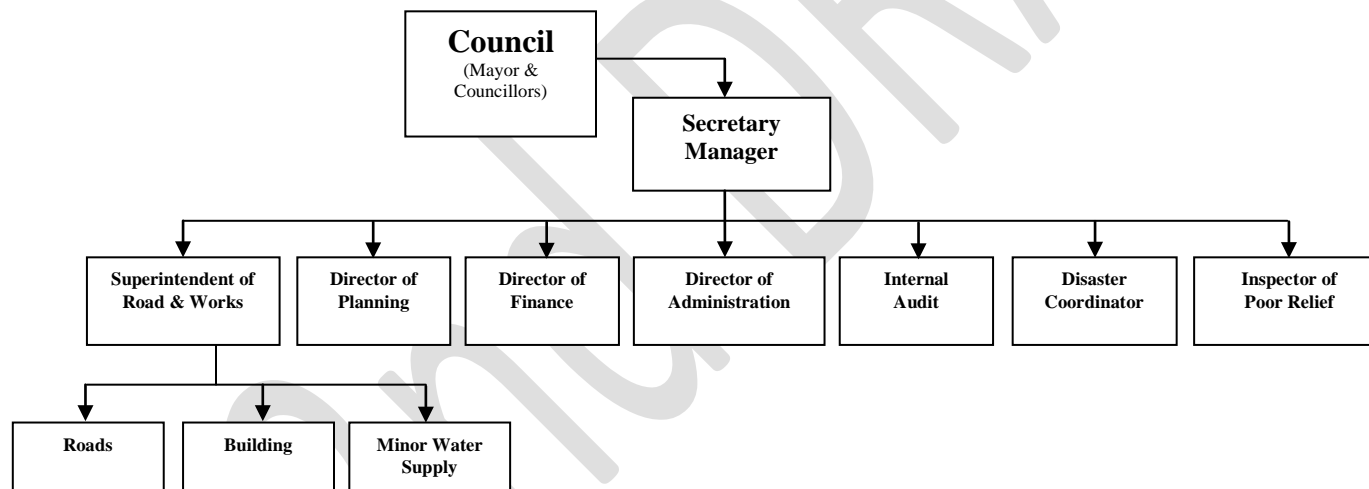 Council
(Mayor &
Councillors)
Secretary
Manager
Superintendent of
Road & Works
Director of
Planning
Director of
Finance
Director of
Administration
Internal
Audit
Disaster
Coordinator
Inspector of
Poor Relief
Roads
Building
Minor Water
Supply